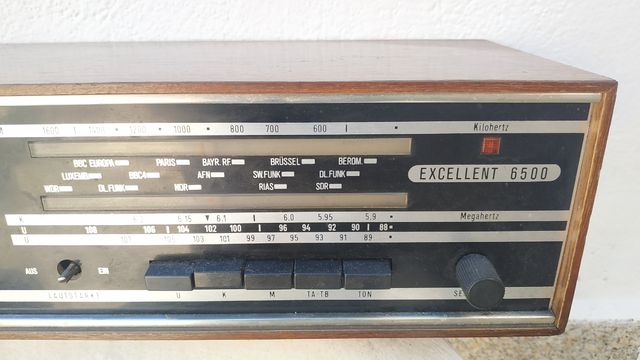 M 1600 1400 1200 1000 800 700 600 Kilohertz
BBC EUROPA PARIS BAYR.RF. BRÜSSEL BEROM.
LUXEMB BBC4 AFN SW.FUNK DL.FUNK
WDR DL.FUNK NDR RIAS SDR
EXCELLENT 6500
K 6.2 6.15 6.1 6.0 5.95 5.9 Megahertz
U 108 106 104 102 100 96 94 92 90 88
107 103 101 99 97 95 93 91 89
AUS EIN
LAUTSTÄRKE U K M TA-TB TON